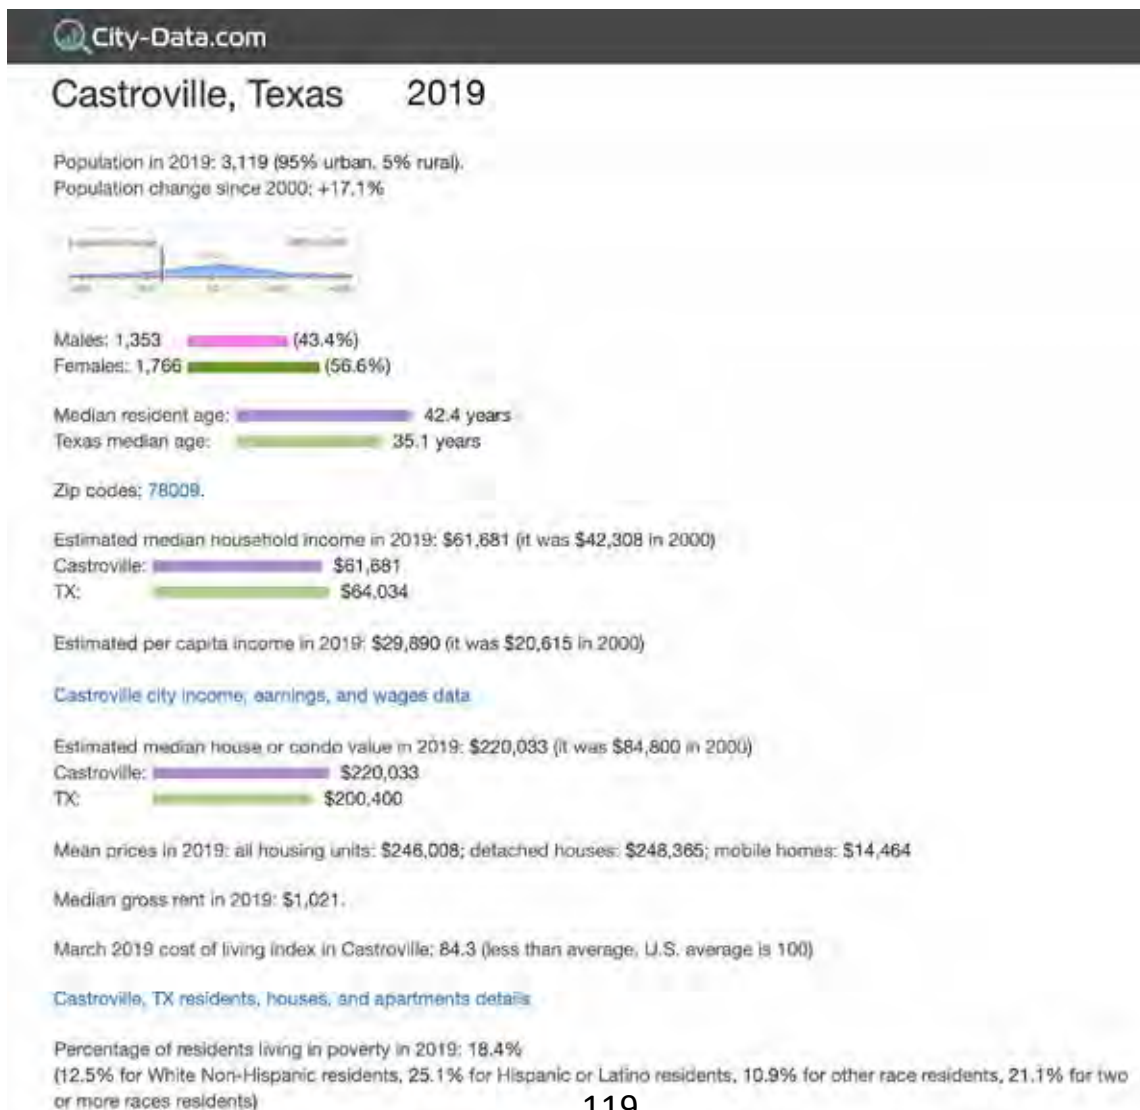 City-Data.com
Castroville, Texas 2019
Population in 2019: 3,119 (95% urban, 5% rural).
Population change since 2000: +17.1%
Males: 1,353 (43.4%)
Females: 1,766 (56.6%)
Median resident age: 42.4 years
Texas median age: 35.1 years
Zip codes: 78009.
Estimated median household income in 2019: $61,681 (it was $42,308 in 2000)
Castroville: $61,681
TX: $64,034
Estimated per capita income in 2019: $29,890 (it was $20,615 in 2000)
Castroville city income, earnings, and wages data
Estimated median house or condo value in 2019: $220,033 (it was $84,800 in 2000)
Castroville: $220,033
TX: $200,400
Mean prices in 2019: all housing units: $246,008; detached houses: $248,365; mobile homes: $14,464
Median gross rent in 2019: $1,021.
March 2019 cost of living index in Castroville: 84.3 (less than average, U.S. average is 100)
Castroville, TX residents, houses, and apartments details
Percentage of residents living in poverty in 2019: 18.4%
(12.5% for White Non-Hispanic residents, 25.1% for Hispanic or Latino residents, 10.9% for other race residents, 21.1% for two
or more races residents)
119